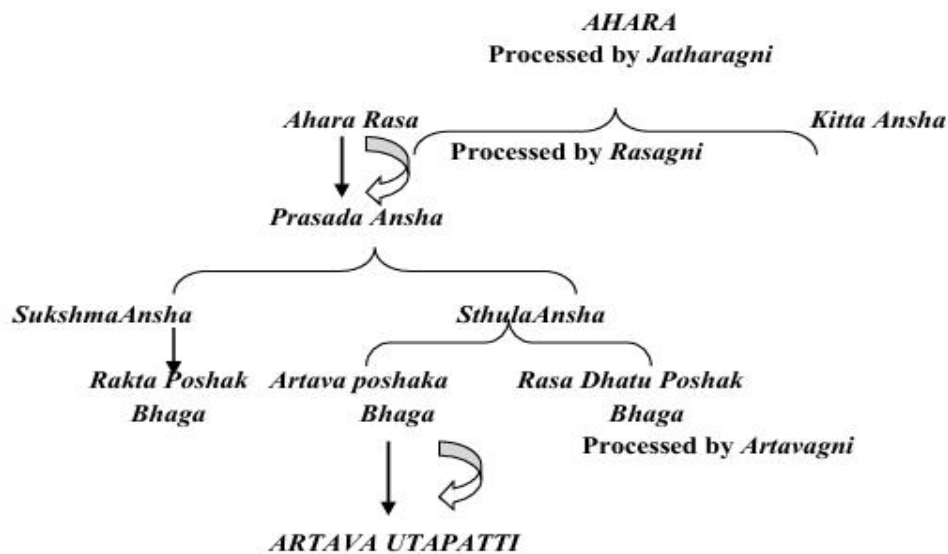 AHARA
Processed by Jatharagni
Ahara Rasa
Kitta Ansha
Processed by Rasagni
Prasada Ansha
SukshmaAnsha
SthulaAnsha
Rakta Poshak
Bhaga
Artava poshaka
Bhaga
Rasa Dhatu Poshak
Bhaga
Processed by Artavagni
ARTAVA UTAPATTI